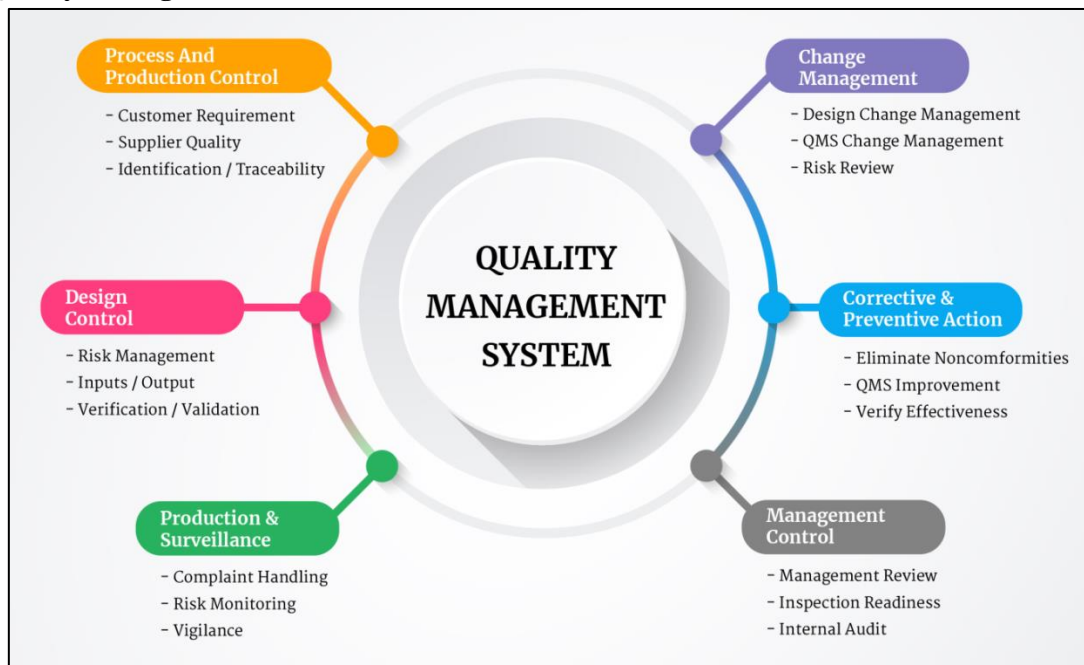 Process And
Production Control
- Customer Requirement
- Supplier Quality
- Identification / Traceability
Design
Control
- Risk Management
- Inputs / Output
- Verification / Validation
Production &
Surveillance
- Complaint Handling
- Risk Monitoring
- Vigilance
QUALITY
MANAGEMENT
SYSTEM
Change
Management
- Design Change Management
- QMS Change Management
- Risk Review
Corrective &
Preventive Action
- Eliminate Noncomformities
- QMS Improvement
- Verify Effectiveness
Management
Control
- Management Review
- Inspection Readiness
- Internal Audit